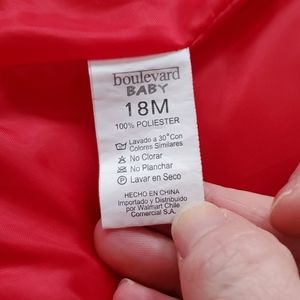 boulevard
BABY
18M
100% POLIESTER
Lavado a 30° Con
Colores Similares
No Clorar
No Planchar
Lavar en Seco
HECHO EN CHINA
Importado y Distribuido
por Walmart Chile
Comercial S.A.